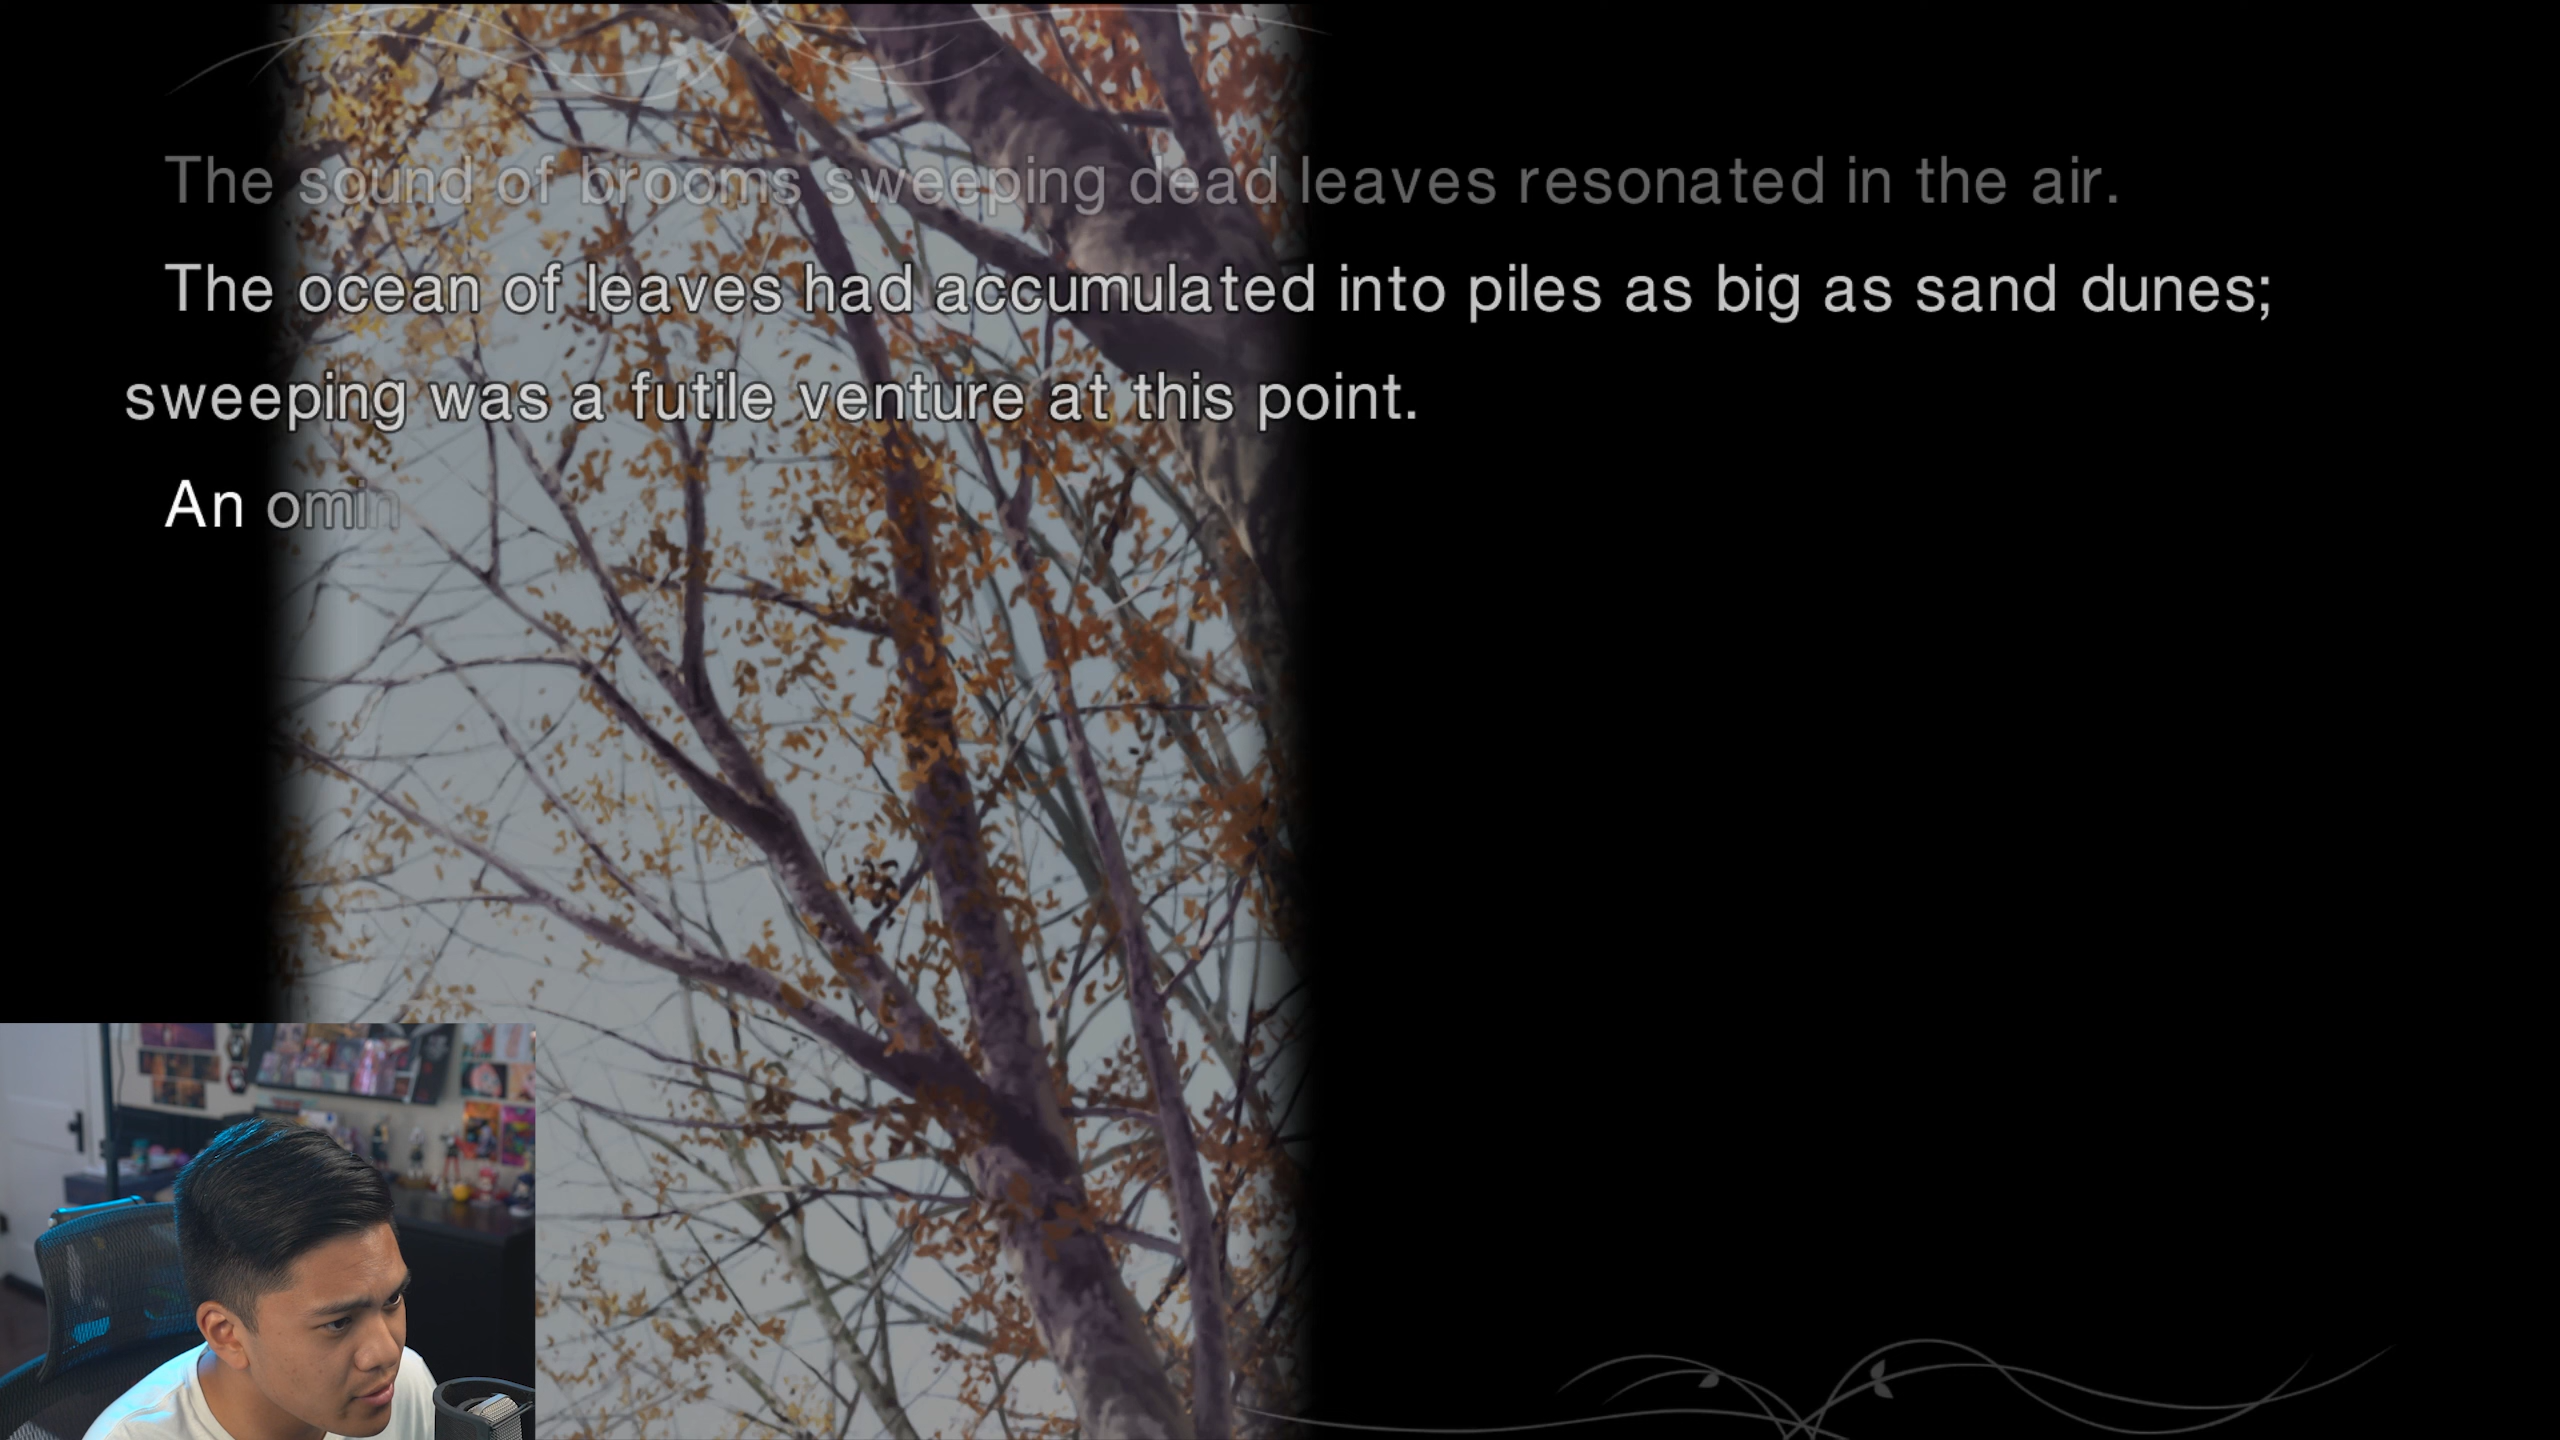 The sound of brooms sweeping dead leaves resonated in the air.
The ocean of leaves had accumulated into piles as big as sand dunes;
sweeping was a futile venture at this point.
An omin